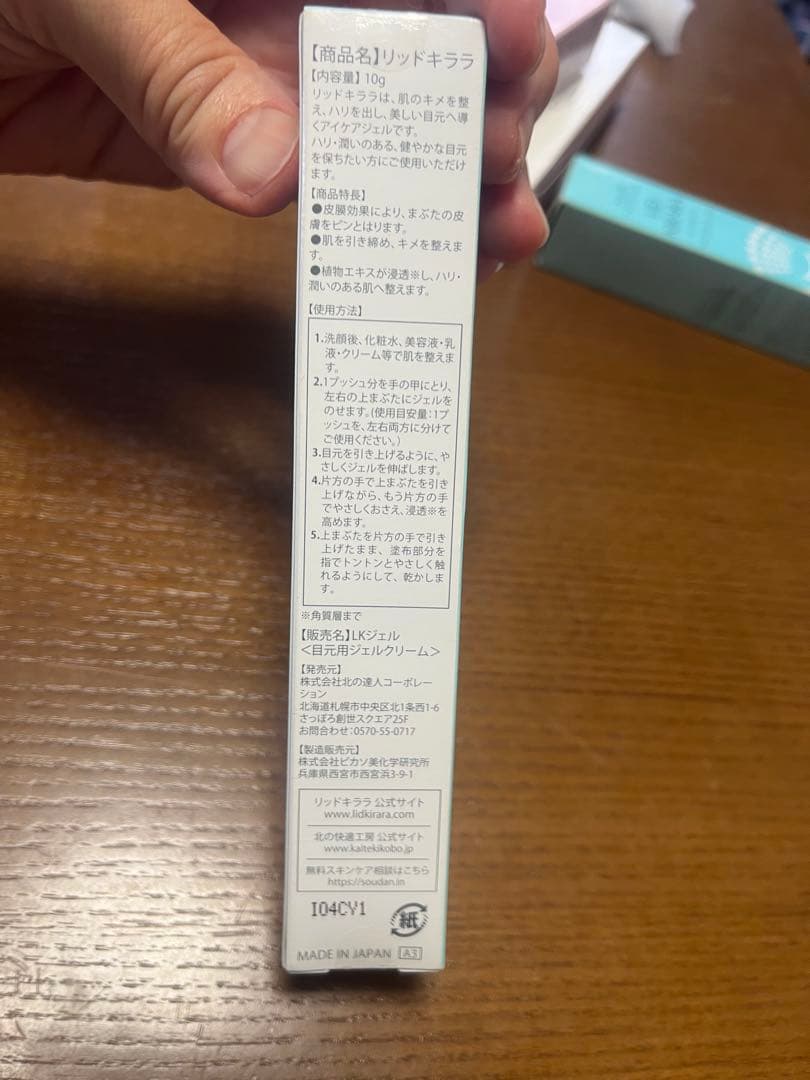 【商品名】リッドキララ
【内容量】10g
リッドキララは、肌のキメを整
え、ハリを出し、美しい目元へ導
くアイケアジェルです。
ハリ・潤いのある、健やかな目元
を保ちたい方にご使用いただけ
ます。
【商品特長】
●皮膜効果により、まぶたの皮
膚をピンとはります。
●肌を引き締め、キメを整えま
す。
●植物エキスが浸透※し、ハリ・
潤いのある肌へ整えます。
【使用方法】
1.洗顔後、化粧水、美容液・乳
液・クリーム等で肌を整えま
す。
2.1プッシュ分を手の甲にとり、
左右の上まぶたにジェルを
のせます。(使用目安量:1プ
ッシュを、左右両方に分けて
ご使用ください。)
3.目元を引き上げるように、や
さしくジェルを伸ばします。
4.片方の手で上まぶたを引き
上げながら、もう片方の手
でやさしくおさえ、浸透※を
高めます。
5.上まぶたを片方の手で引き
上げたまま、塗布部分を
指でトントンとやさしく触
れるようにして、乾かしま
す。
※角質層まで
【販売名】LKジェル
<目元用ジェルクリーム>
【発売元】
株式会社北の達人コーポレー
ション
北海道札幌市中央区北1条西1-6
さっぽろ創世スクエア25F
お問合わせ:0570-55-0717
【製造販売元】
株式会社ピカソ美化学研究所
兵庫県西宮市西宮浜3-9-1
リッドキララ 公式サイト
www.lidkirara.com
北の快適工房 公式サイト
www.kaitekikobo.jp
無料スキンケア相談はこちら
https://soudan.in
I04CY1
紙
MADE IN JAPAN A3